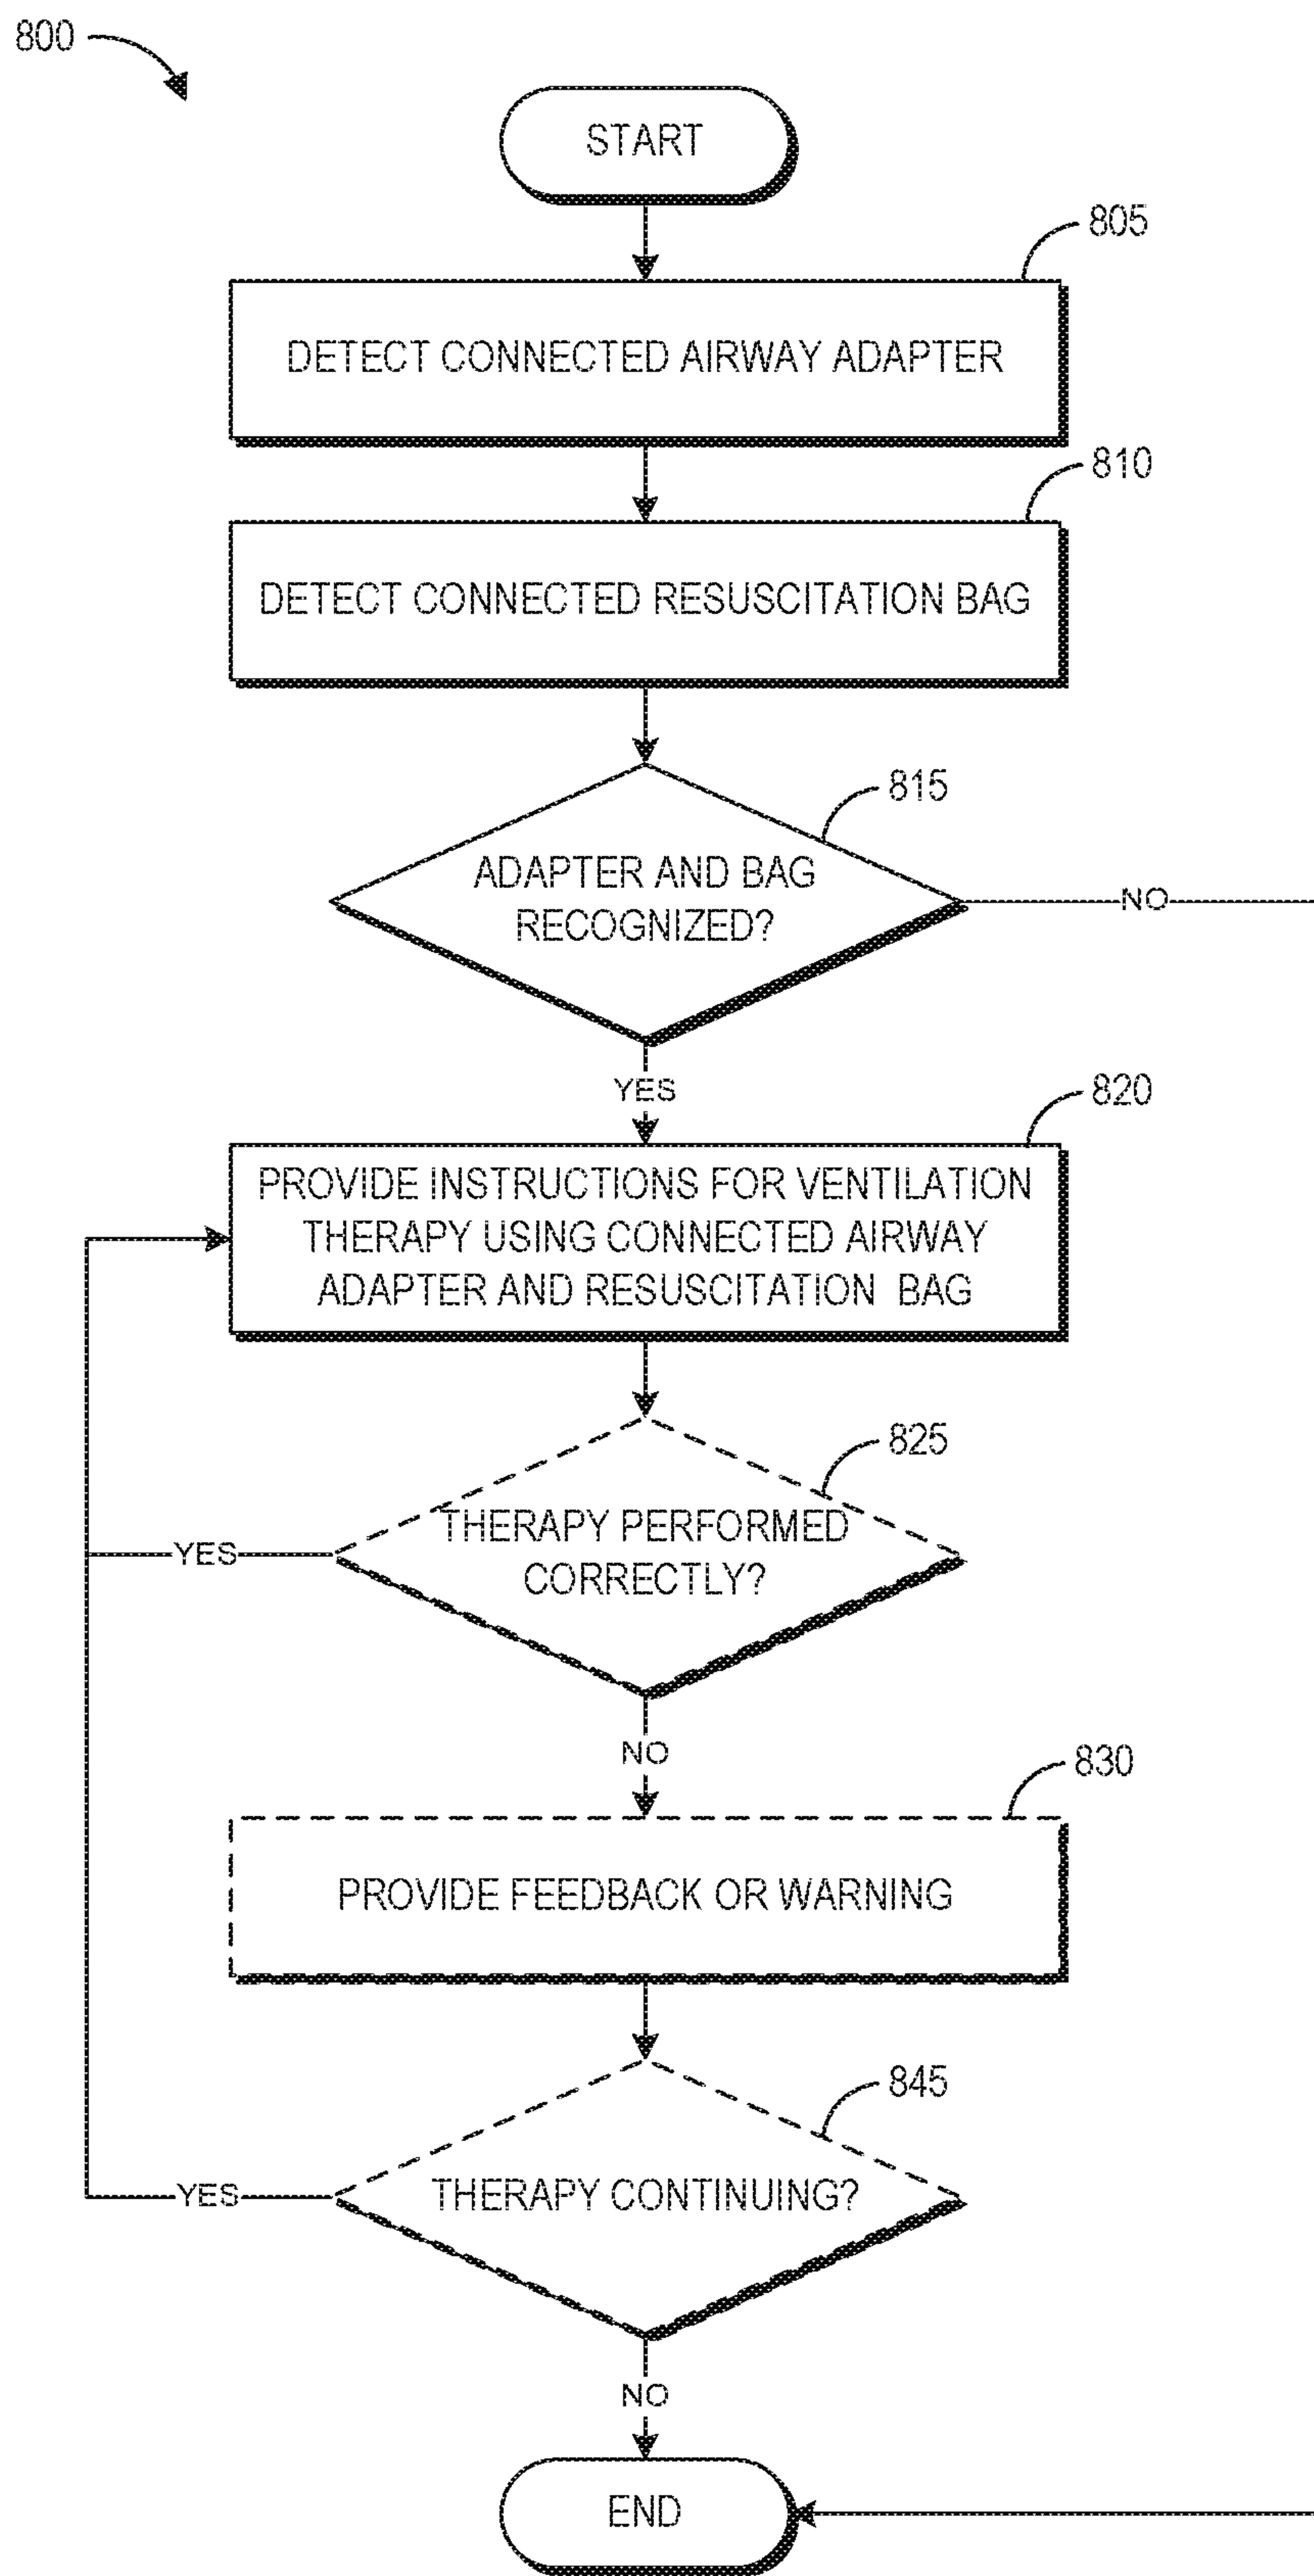 800
START
805
DETECT CONNECTED AIRWAY ADAPTER
810
DETECT CONNECTED RESUSCITATION BAG
815
ADAPTER AND BAG
RECOGNIZED?
NO
YES
820
PROVIDE INSTRUCTIONS FOR VENTILATION
THERAPY USING CONNECTED AIRWAY
ADAPTER AND RESUSCITATION BAG
825
THERAPY PERFORMED
CORRECTLY?
YES
NO
830
PROVIDE FEEDBACK OR WARNING
845
THERAPY CONTINUING?
YES
NO
END